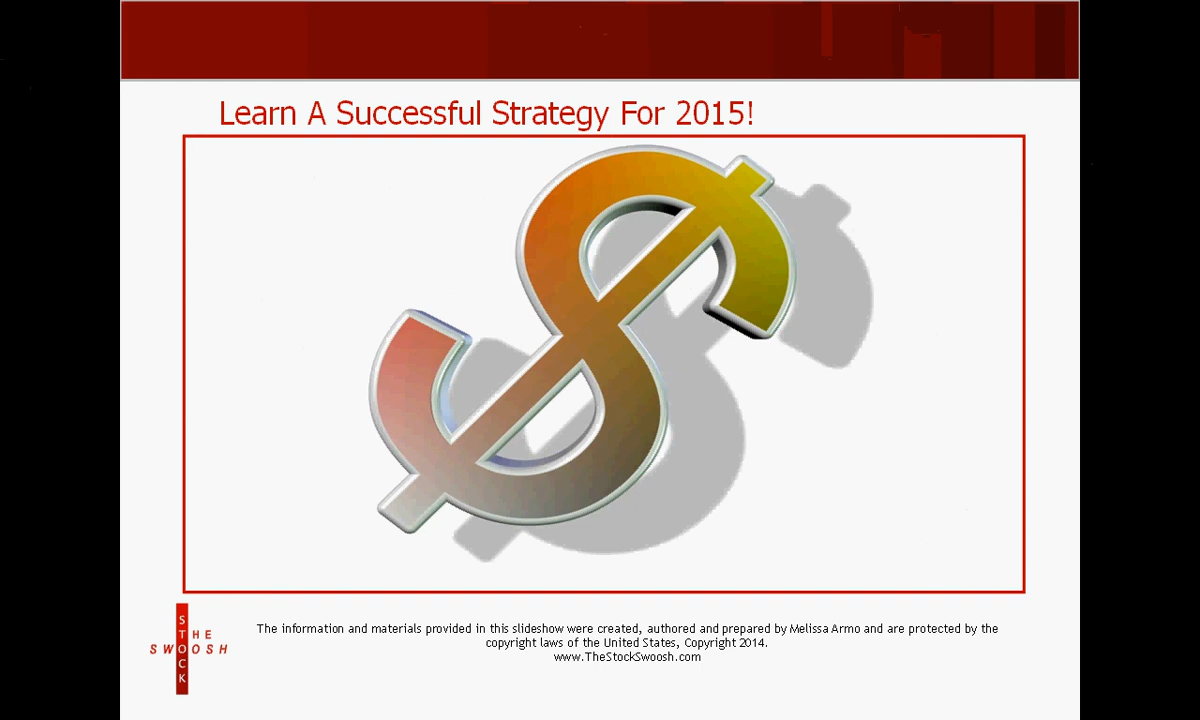 Learn A Successful Strategy For 2015!
STOCK
THE
SWOOSH
The information and materials provided in this slideshow were created, authored and prepared by Melissa Armo and are protected by the
copyright laws of the United States, Copyright 2014.
www.TheStockSwoosh.com